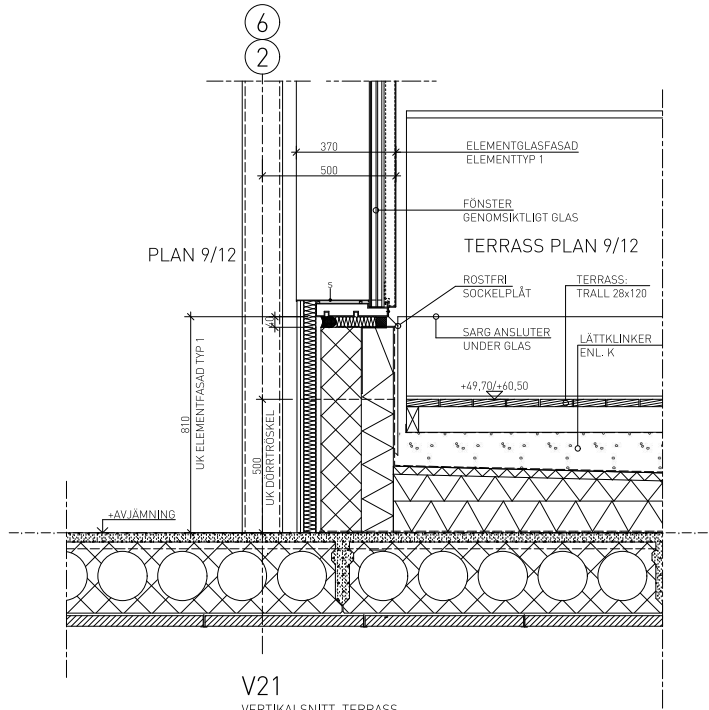 6
2
370
500
ELEMENTGLASFASAD
ELEMENTTYP 1
FÖNSTER
GENOMSIKTLIGT GLAS
PLAN 9/12
TERRASS PLAN 9/12
S
ROSTFRI
SOCKELPLÅT
TERRASS:
TRALL 28x120
40
SARG ANSLUTER
UNDER GLAS
LÄTTKLINKER
ENL. K
+49,70/+60,50
810
UK ELEMENTFASAD TYP 1
500
UK DÖRRTRÖSKEL
+AVJÄMNING
V21
VERTIKALSNITT, TERRASS